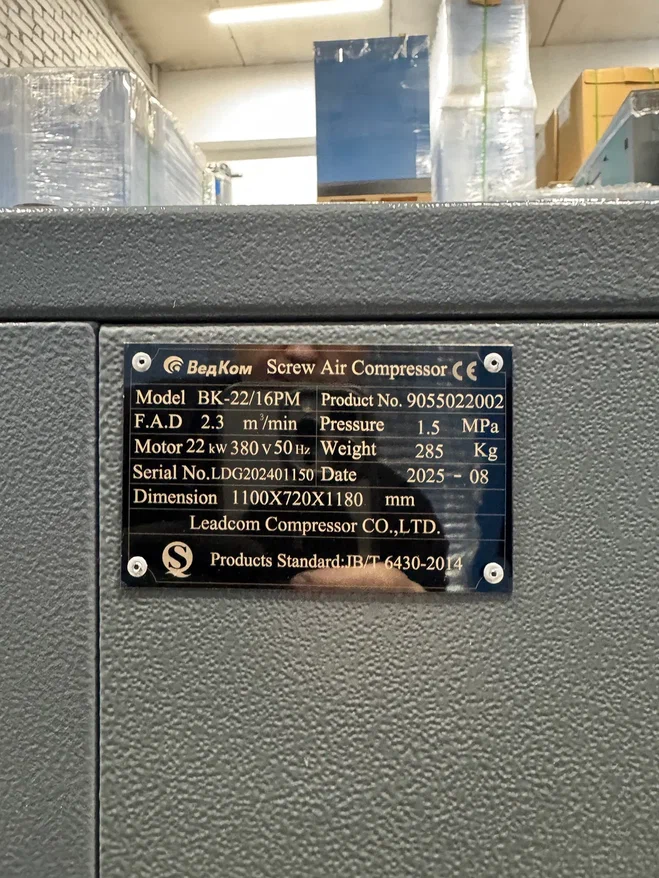 ВедКом Screw Air Compressor CE
Model BK-22/16PM Product No. 9055022002
F.A.D 2.3 m³/min Pressure 1.5 MPa
Motor 22 kw 380 v 50 Hz Weight 285 Kg
Serial No.LDG202401150 Date 2025 - 08
Dimension 1100X720X1180 mm
Leadcom Compressor CO.,LTD.
S Products Standard:JB/T 6430-2014